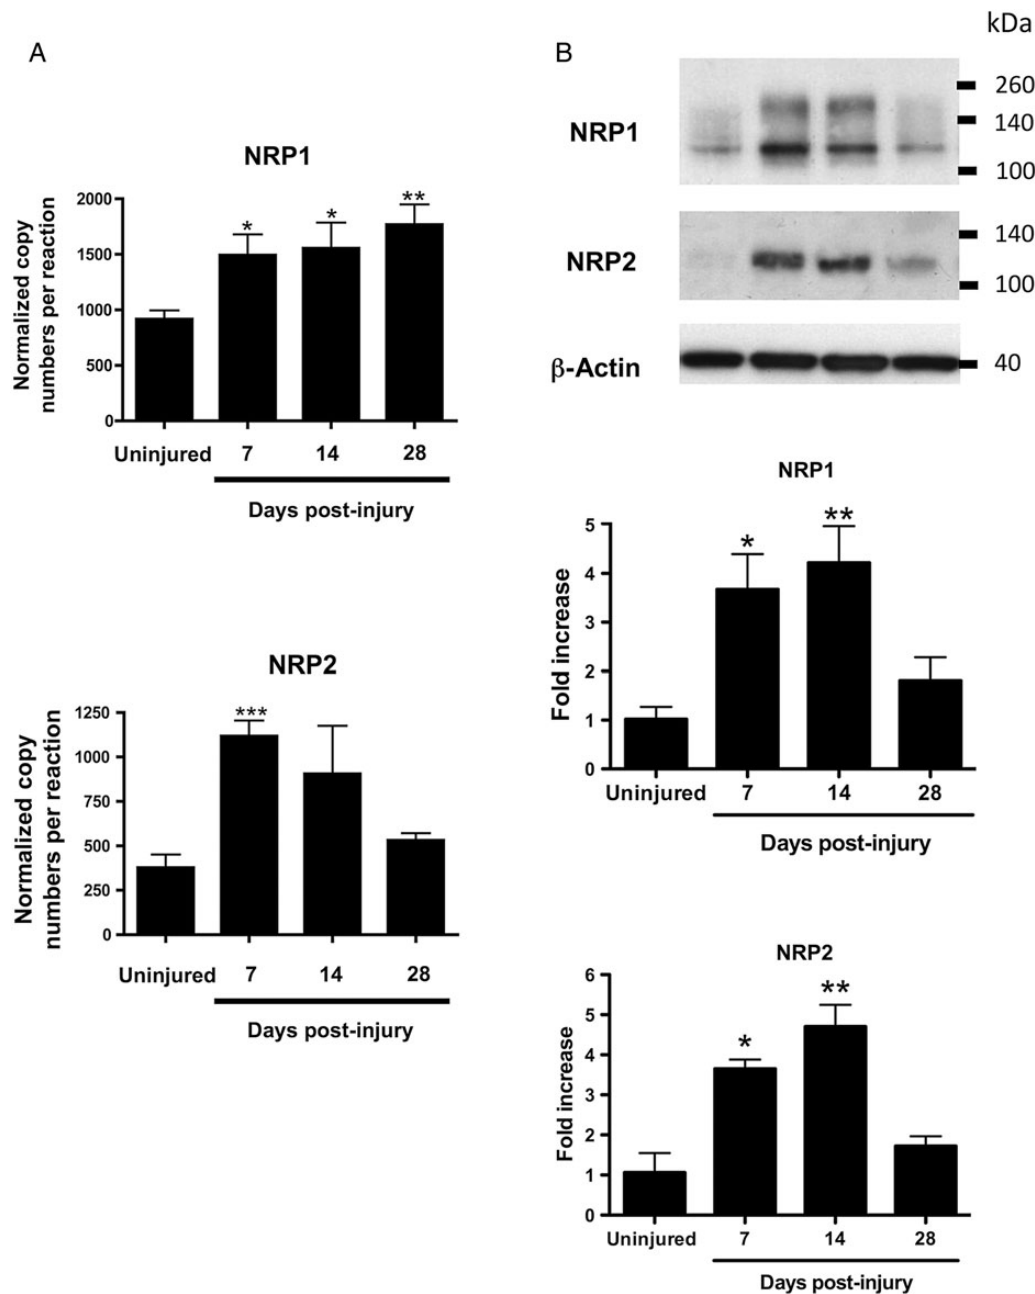 A
NRP1
Normalized copy
numbers per reaction
2000
1500
1000
500
0
*
*
**
Uninjured
7
14
28
Days post-injury
NRP2
Normalized copy
numbers per reaction
1250
1000
750
500
250
0
***
Uninjured
7
14
28
Days post-injury
B
kDa
NRP1
260
140
100
NRP2
140
100
β-Actin
40
NRP1
Fold increase
5
4
3
2
1
0
*
**
Uninjured
7
14
28
Days post-injury
NRP2
Fold increase
6
5
4
3
2
1
0
*
**
Uninjured
7
14
28
Days post-injury